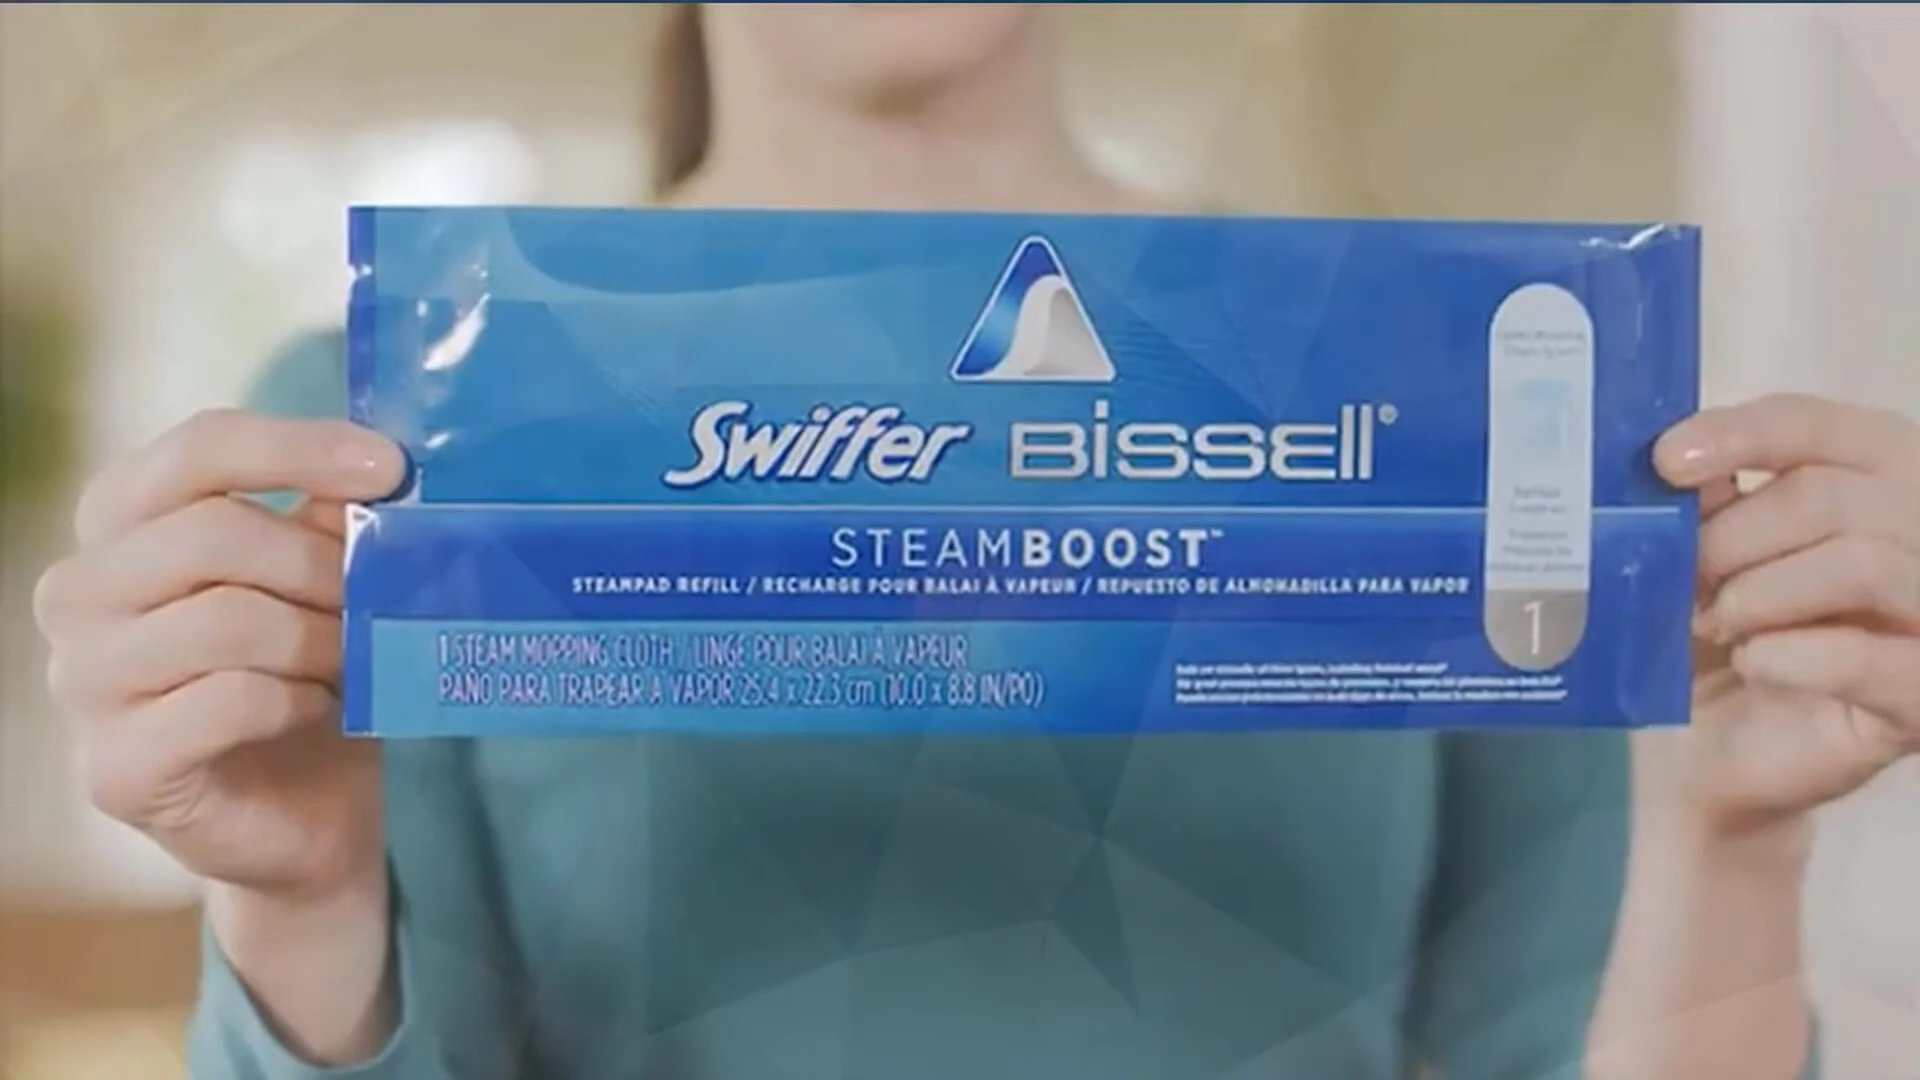 Swiffer BISSELL®
STEAMBOOST™
STEAMPAD REFILL / RECHARGE POUR BALAI À VAPEUR / REPUESTO DE ALMOHADILLA PARA VAPOR
1 STEAM MOPPING CLOTH / LINGE POUR BALAI À VAPEUR
PAÑO PARA TRAPEAR A VAPOR 25.4 x 22.3 cm (10.0 x 8.8 IN/PO)
1